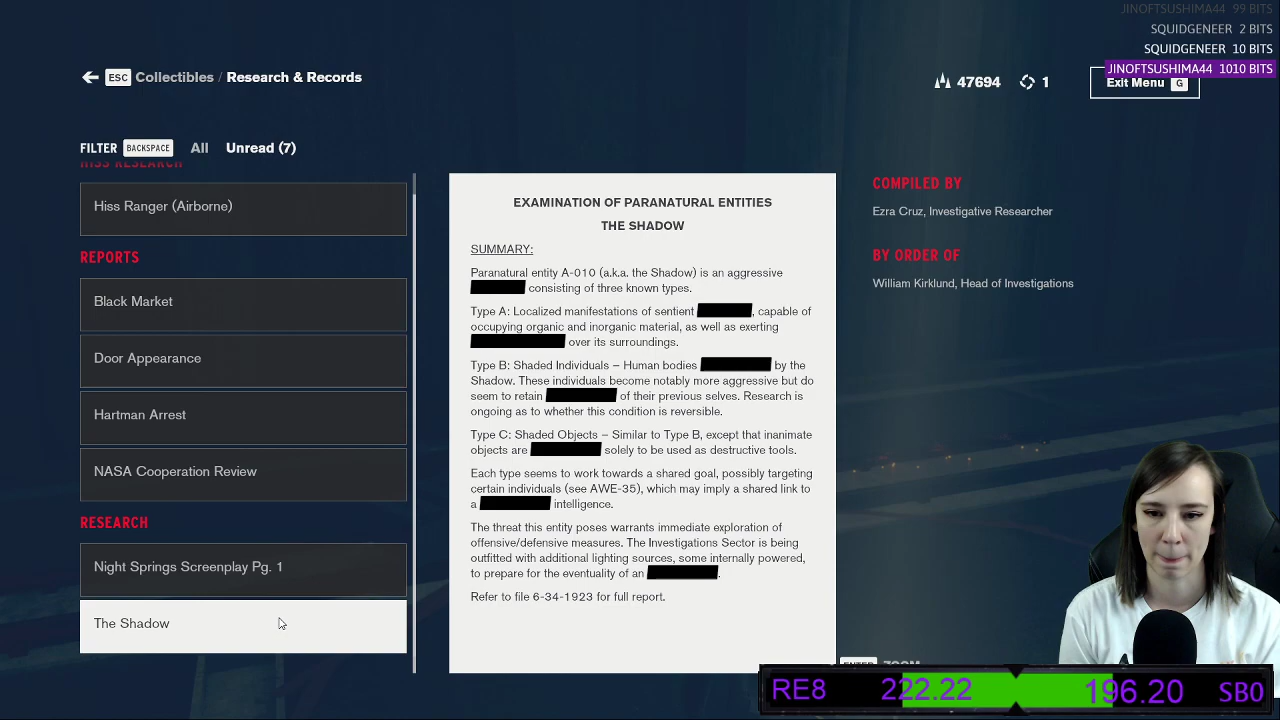 JINOFTSUSHIMA44 99 BITS
SQUIDGENEER 2 BITS
SQUIDGENEER 10 BITS
JINOFTSUSHIMA44 1010 BITS
ESC Collectibles / Research & Records
47694
1
Exit Menu G
FILTER BACKSPACE All Unread (7)
HISS RESEARCH
Hiss Ranger (Airborne)
REPORTS
Black Market
Door Appearance
Hartman Arrest
NASA Cooperation Review
RESEARCH
Night Springs Screenplay Pg. 1
The Shadow
EXAMINATION OF PARANATURAL ENTITIES
THE SHADOW
SUMMARY:
Paranatural entity A-010 (a.k.a. the Shadow) is an aggressive
consisting of three known types.
Type A: Localized manifestations of sentient , capable of
occupying organic and inorganic material, as well as exerting
over its surroundings.
Type B: Shaded Individuals – Human bodies by the
Shadow. These individuals become notably more aggressive but do
seem to retain of their previous selves. Research is
ongoing as to whether this condition is reversible.
Type C: Shaded Objects – Similar to Type B, except that inanimate
objects are solely to be used as destructive tools.
Each type seems to work towards a shared goal, possibly targeting
certain individuals (see AWE-35), which may imply a shared link to
a intelligence.
The threat this entity poses warrants immediate exploration of
offensive/defensive measures. The Investigations Sector is being
outfitted with additional lighting sources, some internally powered,
to prepare for the eventuality of an .
Refer to file 6-34-1923 for full report.
COMPILED BY
Ezra Cruz, Investigative Researcher
BY ORDER OF
William Kirklund, Head of Investigations
ENTER ZOOM
RE8 222.22 196.20 SB0